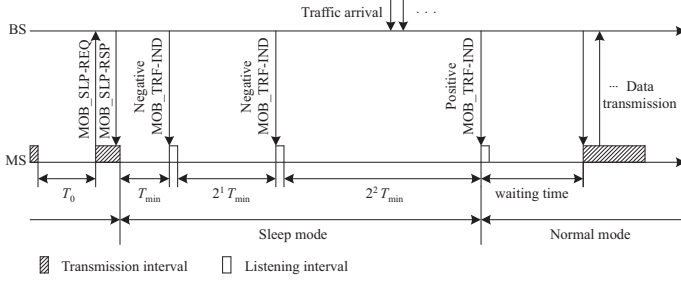 Traffic arrival
· · ·
BS
MOB_SLP-REQ
MOB_SLP-RSP
Negative
MOB_TRF-IND
Negative
MOB_TRF-IND
Positive
MOB_TRF-IND
··· Data
transmission
MS
T₀
Tₘᵢₙ
2¹ Tₘᵢₙ
2² Tₘᵢₙ
waiting time
Sleep mode
Normal mode
Transmission interval
Listening interval